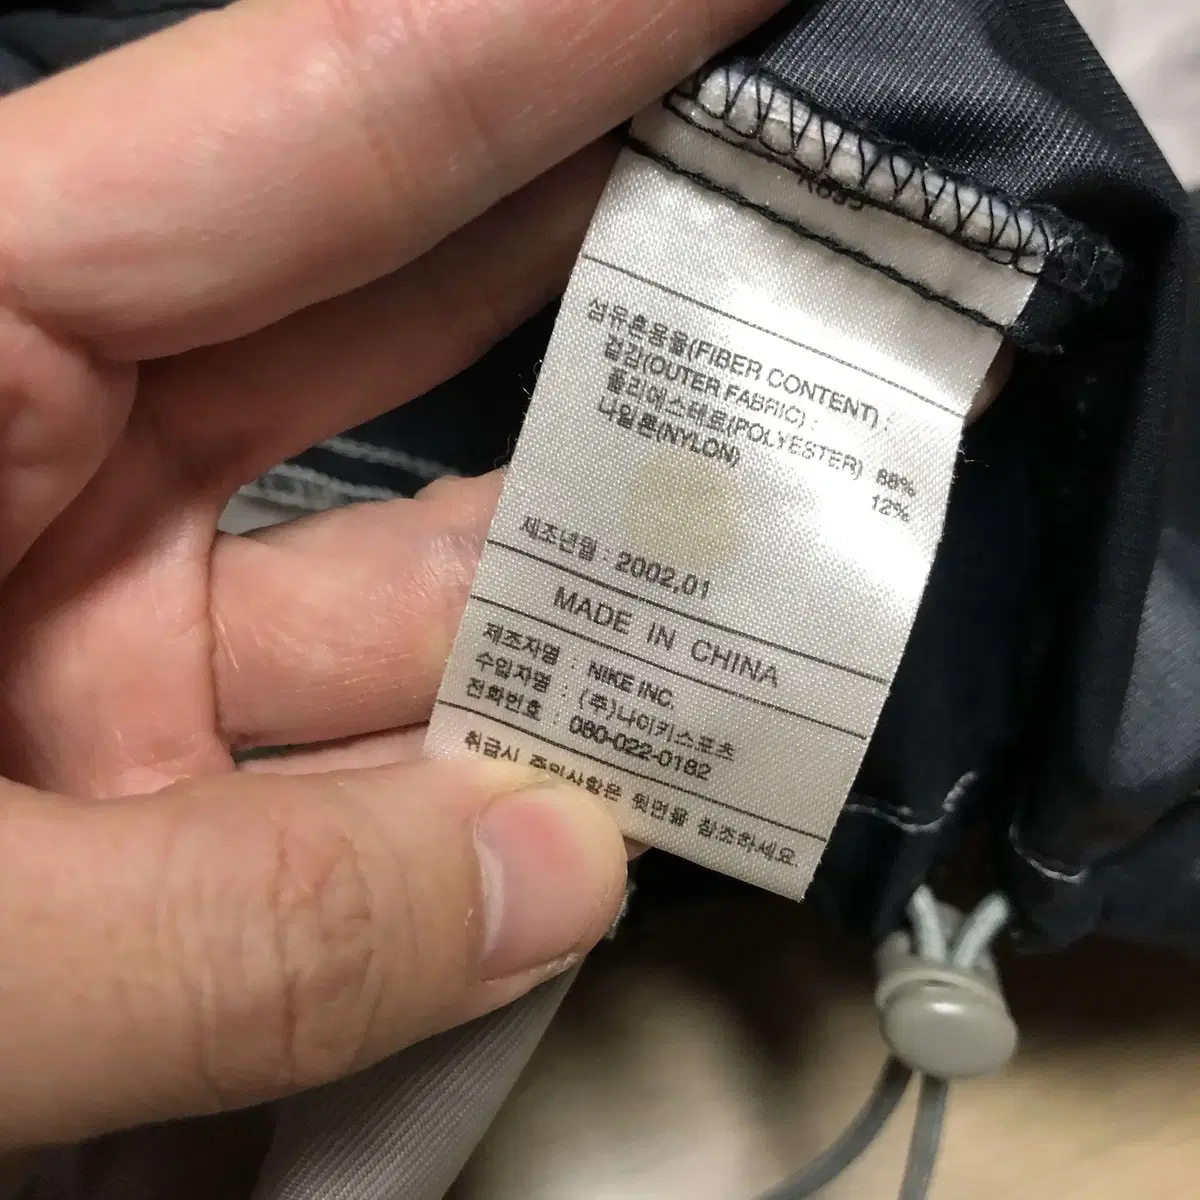 섬유혼용율(FIBER CONTENT) :
겉감(OUTER FABRIC) :
폴리에스테르(POLYESTER) 88%
나일론(NYLON) 12%
제조년월 : 2002.01
MADE IN CHINA
제조자명 : NIKE INC.
수입자명 : (주)나이키스포츠
전화번호 : 080-022-0182
취급시 주의사항은 뒷면을 참조하세요.